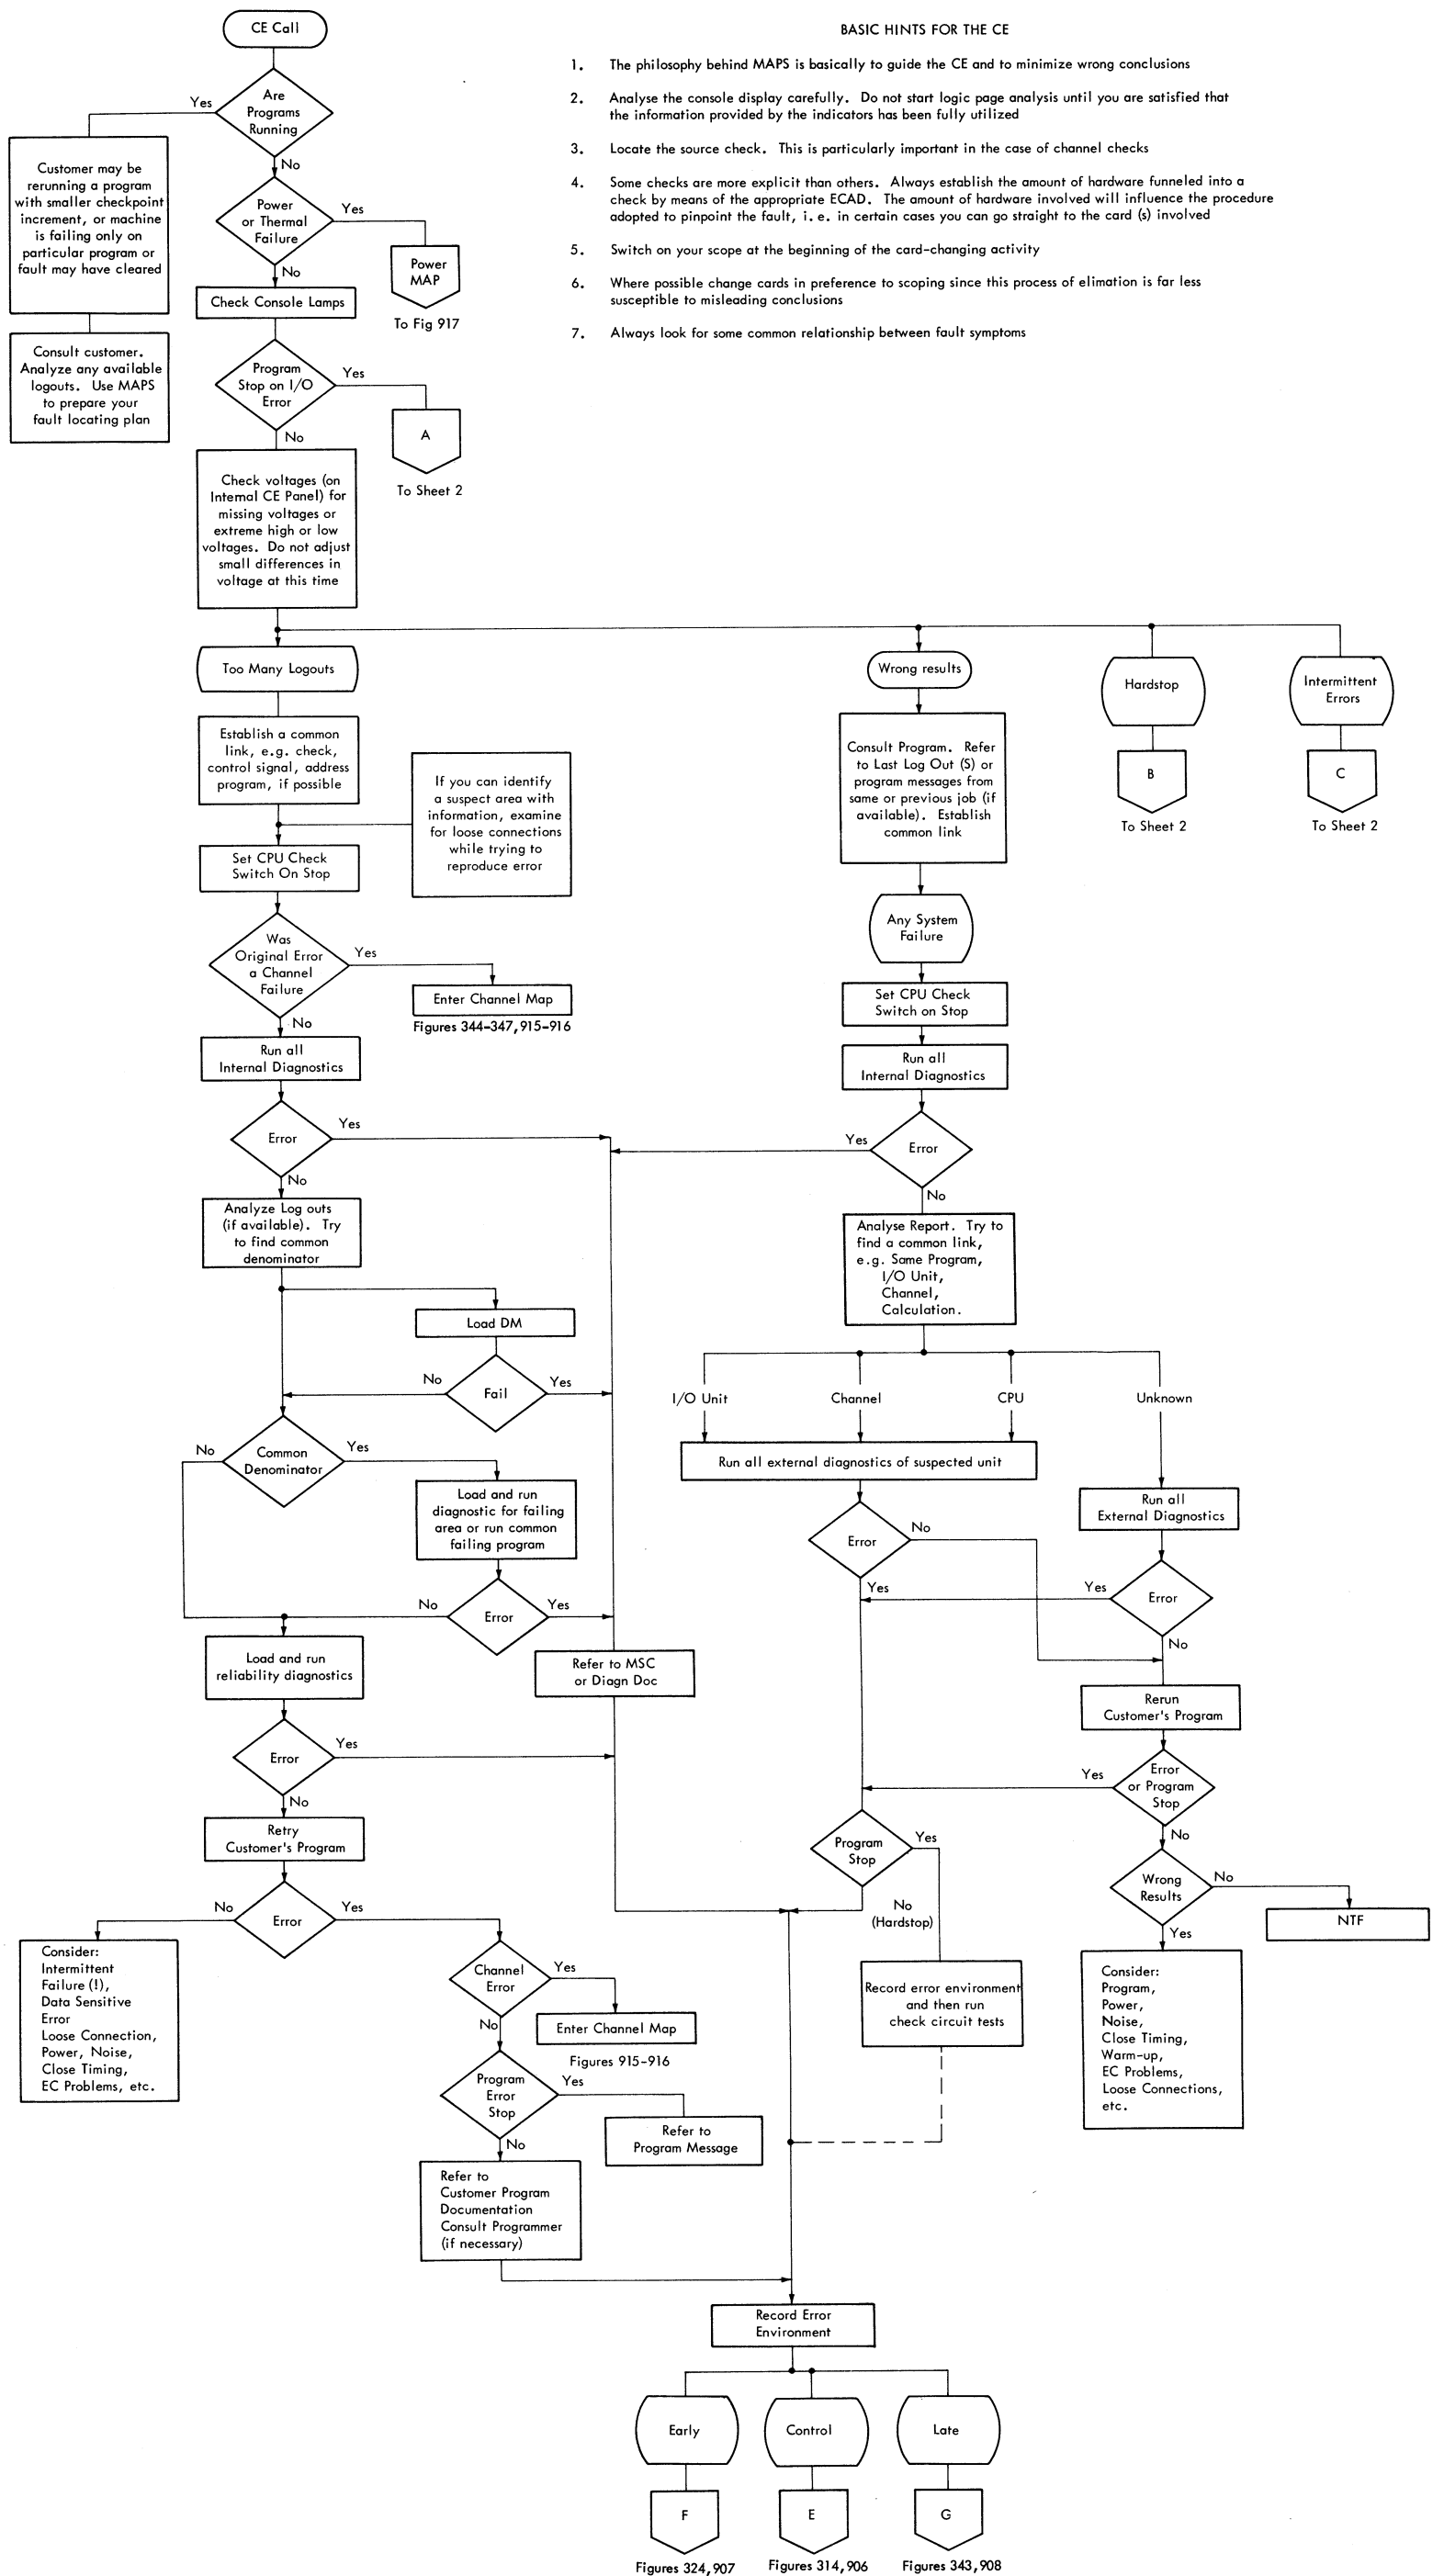 CE Call
BASIC HINTS FOR THE CE
1. The philosophy behind MAPS is basically to guide the CE and to minimize wrong conclusions
2. Analyse the console display carefully. Do not start logic page analysis until you are satisfied that
the information provided by the indicators has been fully utilized
3. Locate the source check. This is particularly important in the case of channel checks
4. Some checks are more explicit than others. Always establish the amount of hardware funneled into a
check by means of the appropriate ECAD. The amount of hardware involved will influence the procedure
adopted to pinpoint the fault, i. e. in certain cases you can go straight to the card (s) involved
5. Switch on your scope at the beginning of the card-changing activity
6. Where possible change cards in preference to scoping since this process of elimation is far less
susceptible to misleading conclusions
7. Always look for some common relationship between fault symptoms
Are
Programs
Running
Yes
No
Customer may be
rerunning a program
with smaller checkpoint
increment, or machine
is failing only on
particular program or
fault may have cleared
Consult customer.
Analyze any available
logouts. Use MAPS
to prepare your
fault locating plan
Power
or Thermal
Failure
Yes
No
Power
MAP
To Fig 917
Check Console Lamps
Program
Stop on I/O
Error
Yes
No
A
To Sheet 2
Check voltages (on
Internal CE Panel) for
missing voltages or
extreme high or low
voltages. Do not adjust
small differences in
voltage at this time
Too Many Logouts
Wrong results
Hardstop
Intermittent
Errors
B
To Sheet 2
C
To Sheet 2
Establish a common
link, e.g. check,
control signal, address
program, if possible
If you can identify
a suspect area with
information, examine
for loose connections
while trying to
reproduce error
Set CPU Check
Switch On Stop
Was
Original Error
a Channel
Failure
Yes
No
Enter Channel Map
Figures 344-347,915-916
Run all
Internal Diagnostics
Error
Yes
No
Analyze Log outs
(if available). Try
to find common
denominator
Load DM
Fail
No
Yes
Common
Denominator
No
Yes
Load and run
diagnostic for failing
area or run common
failing program
Error
No
Yes
Load and run
reliability diagnostics
Refer to MSC
or Diagn Doc
Error
Yes
No
Retry
Customer's Program
Error
No
Yes
Consider:
Intermittent
Failure (!),
Data Sensitive
Error
Loose Connection,
Power, Noise,
Close Timing,
EC Problems, etc.
Channel
Error
Yes
No
Enter Channel Map
Figures 915-916
Program
Error
Stop
Yes
No
Refer to
Program Message
Refer to
Customer Program
Documentation
Consult Programmer
(if necessary)
Consult Program. Refer
to Last Log Out (S) or
program messages from
same or previous job (if
available). Establish
common link
Any System
Failure
Set CPU Check
Switch on Stop
Run all
Internal Diagnostics
Error
Yes
No
Analyse Report. Try to
find a common link,
e.g. Same Program,
I/O Unit,
Channel,
Calculation.
I/O Unit
Channel
CPU
Unknown
Run all external diagnostics of suspected unit
Error
No
Yes
Run all
External Diagnostics
Error
Yes
No
Rerun
Customer's Program
Error
or Program
Stop
Yes
No
Wrong
Results
No
Yes
NTF
Consider:
Program,
Power,
Noise,
Close Timing,
Warm-up,
EC Problems,
Loose Connections,
etc.
Program
Stop
Yes
No
(Hardstop)
Record error environment
and then run
check circuit tests
Record Error
Environment
Early
Control
Late
F
E
G
Figures 324,907
Figures 314,906
Figures 343,908